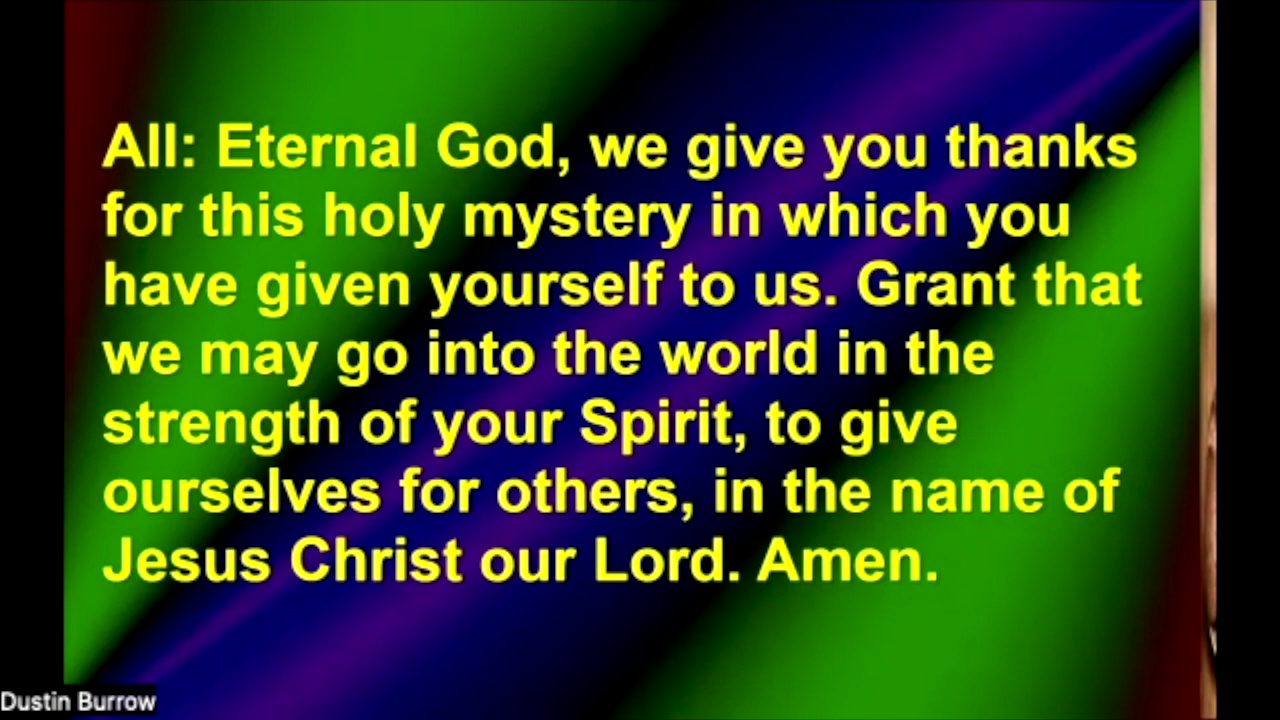 All: Eternal God, we give you thanks
for this holy mystery in which you
have given yourself to us. Grant that
we may go into the world in the
strength of your Spirit, to give
ourselves for others, in the name of
Jesus Christ our Lord. Amen.
Dustin Burrow